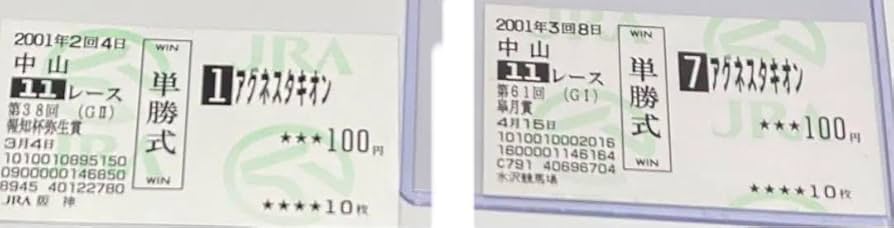 2001年2回4日
中山
11レース
第38回 (GⅡ)
報知杯弥生賞
3月4日
1010010895150
0900000146850
8945 40122780
JRA阪 神
WIN
単勝式
WIN
1アグネスタキオン
★★★100円
★★★★10枚
JRA
2001年3回8日
中山
11レース
第61回 (GⅠ)
皐月賞
4月15日
1010010002016
1600001146164
C791 40696704
水沢競馬場
WIN
単勝式
WIN
7アグネスタキオン
★★★100円
★★★★10枚
JRA